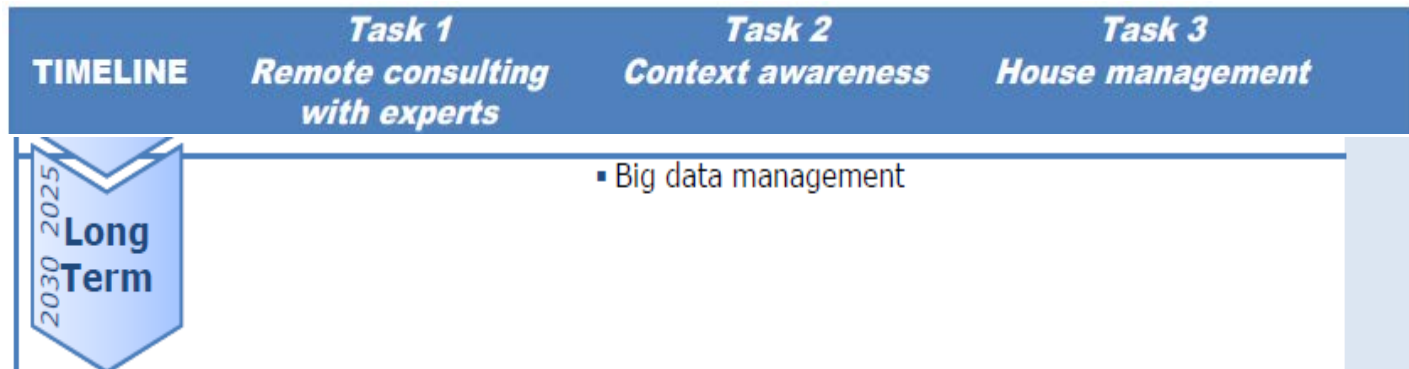 TIMELINE
Task 1
Remote consulting
with experts
Task 2
Context awareness
Task 3
House management
2025
2030
Long
Term
▪ Big data management